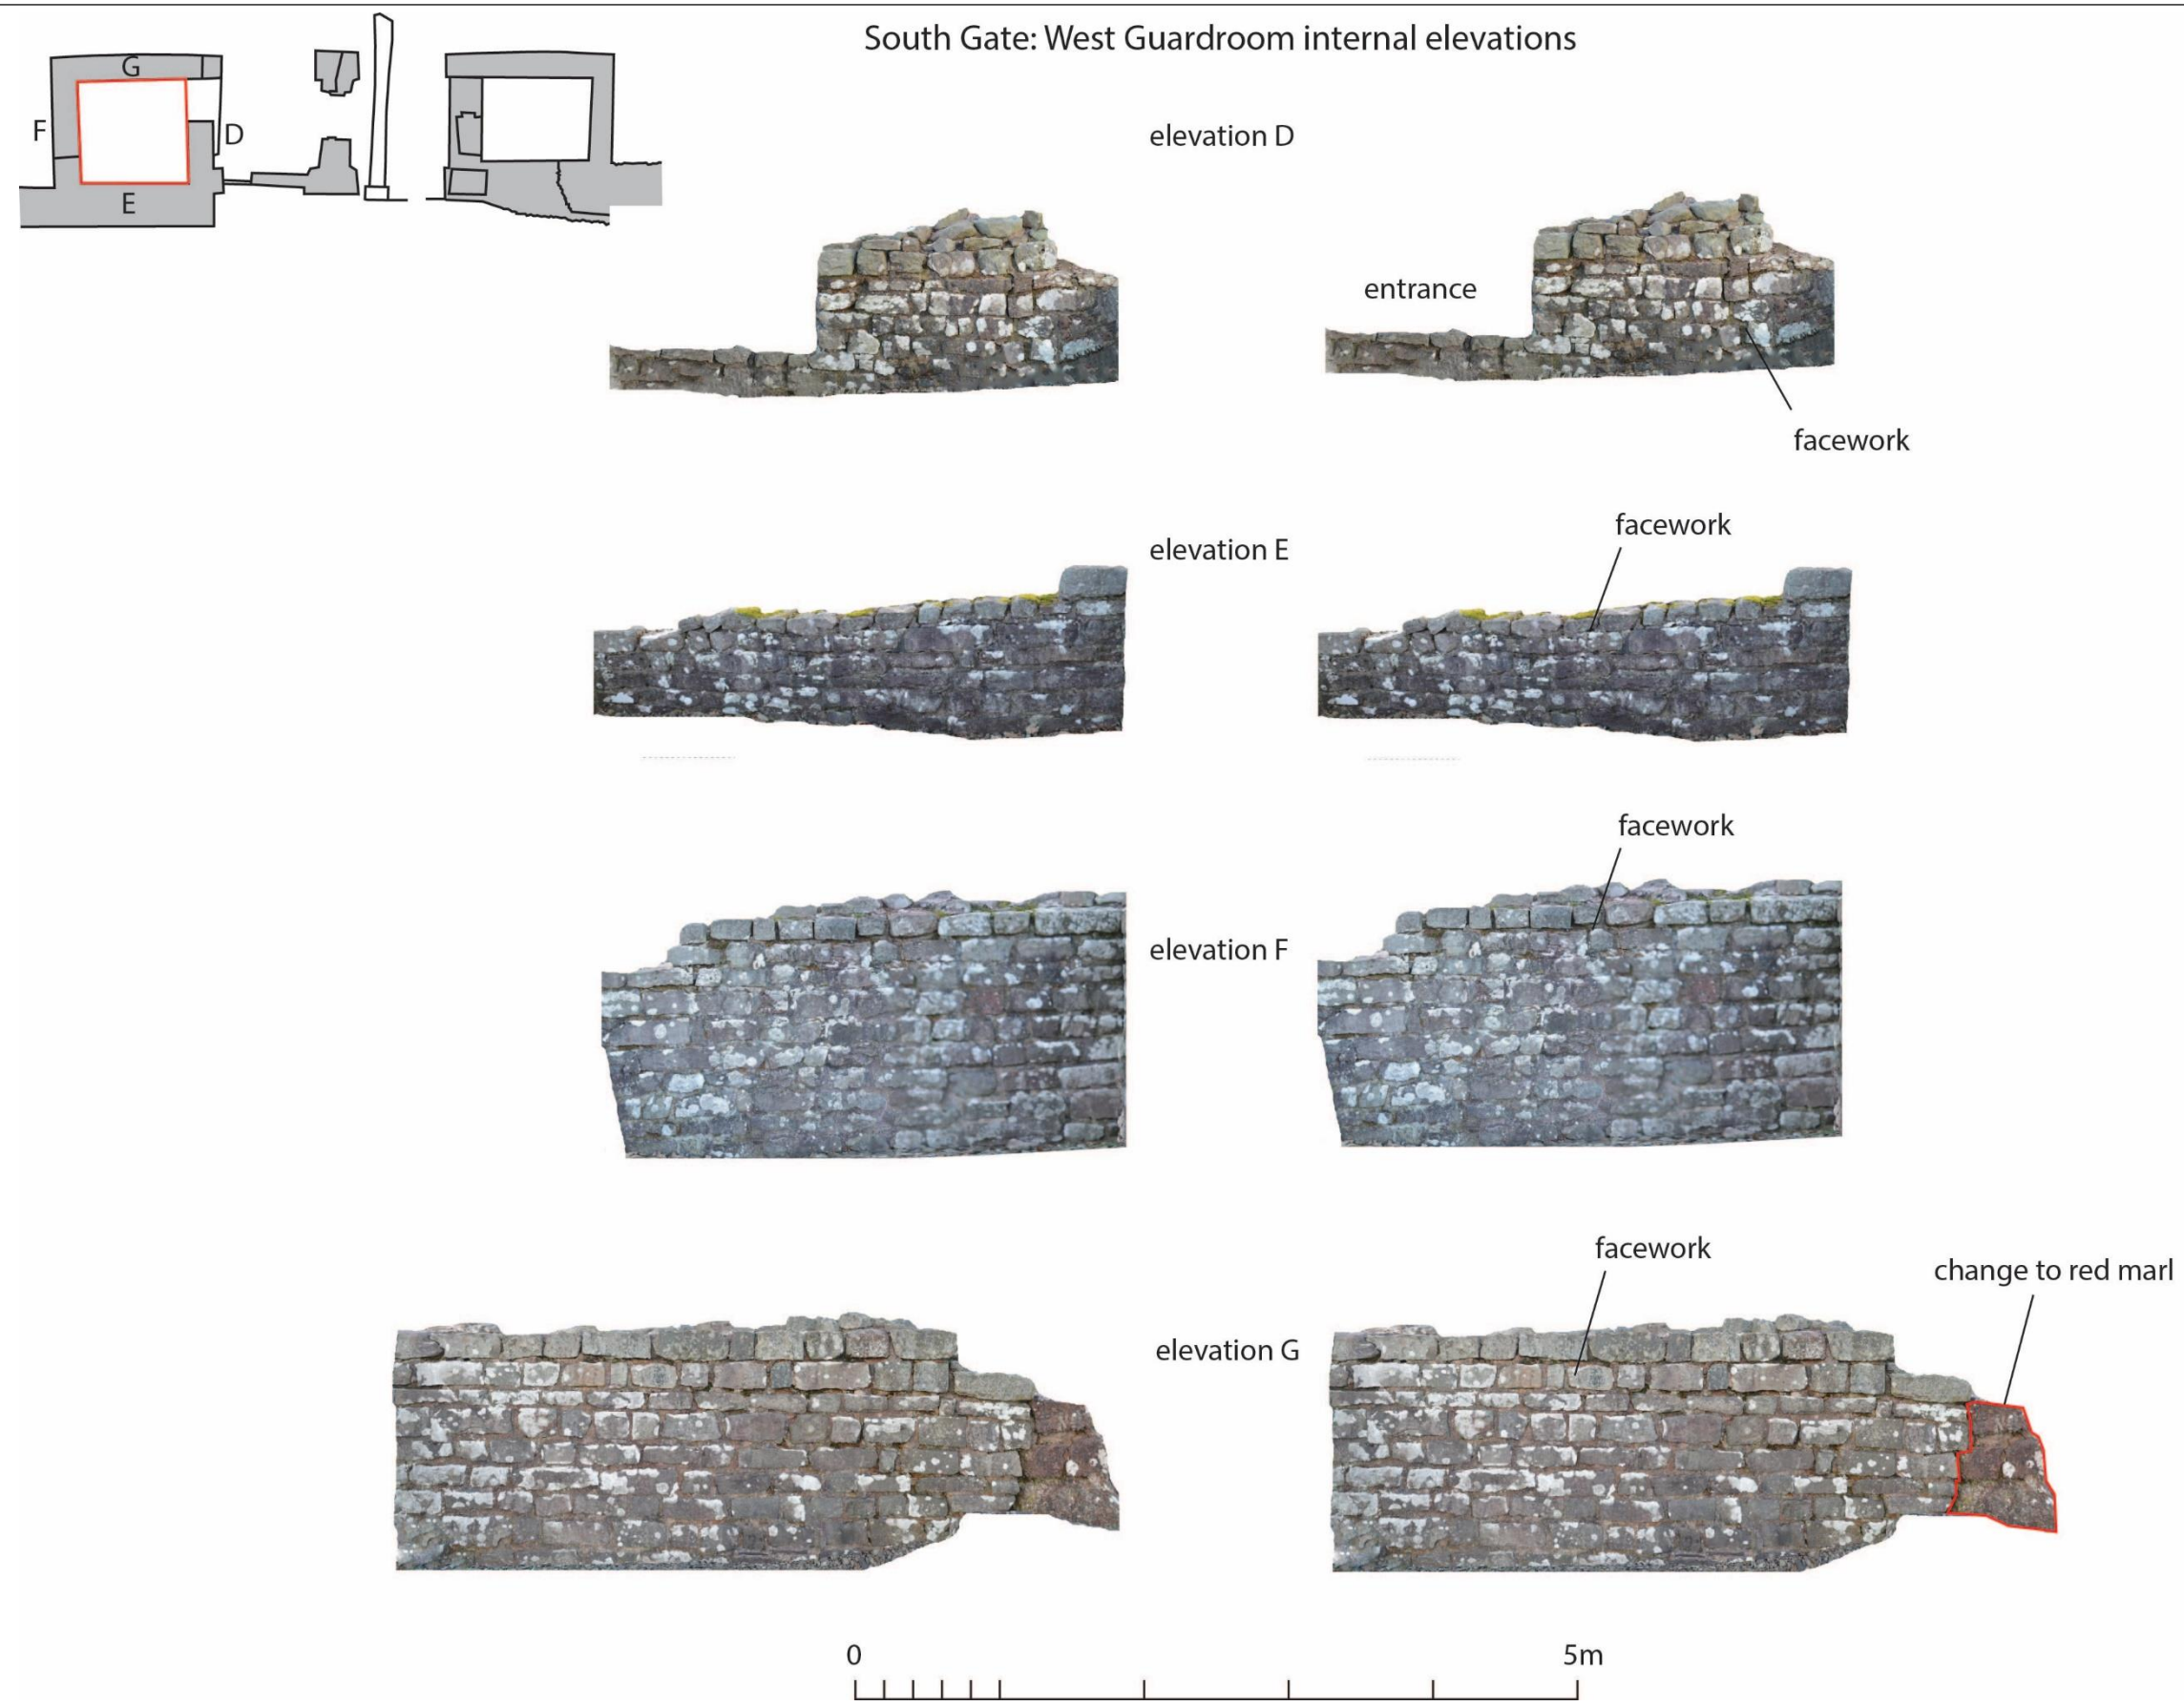 South Gate: West Guardroom internal elevations
G
F
D
E
elevation D
entrance
facework
facework
elevation E
facework
elevation F
facework
change to red marl
elevation G
0
5m